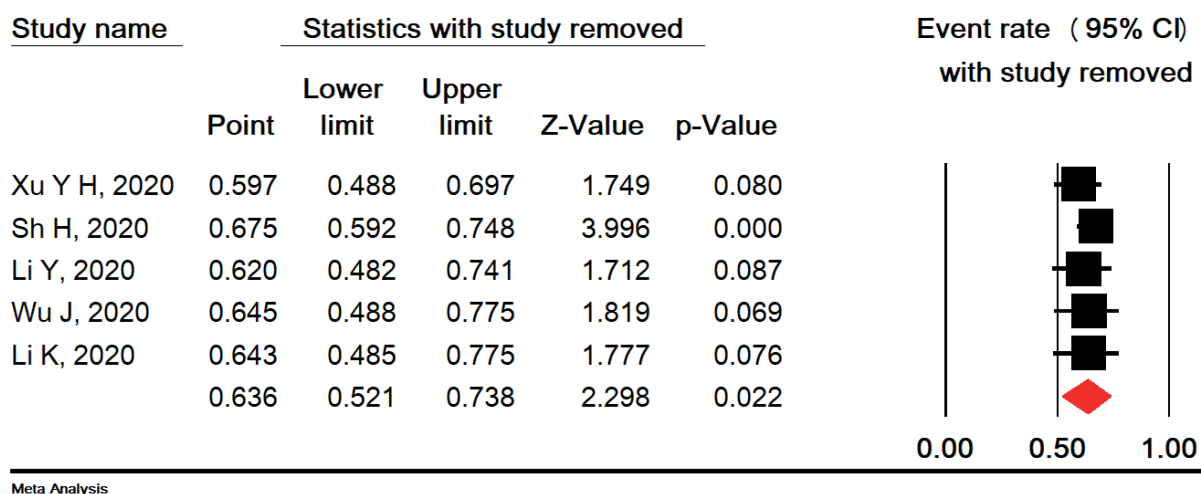 Study name Statistics with study removed Event rate ( 95% CI)
with study removed
Lower Upper
Point limit limit Z-Value p-Value
Xu Y H, 2020 0.597 0.488 0.697 1.749 0.080
Sh H, 2020 0.675 0.592 0.748 3.996 0.000
Li Y, 2020 0.620 0.482 0.741 1.712 0.087
Wu J, 2020 0.645 0.488 0.775 1.819 0.069
Li K, 2020 0.643 0.485 0.775 1.777 0.076
0.636 0.521 0.738 2.298 0.022
0.00 0.50 1.00
Meta Analysis